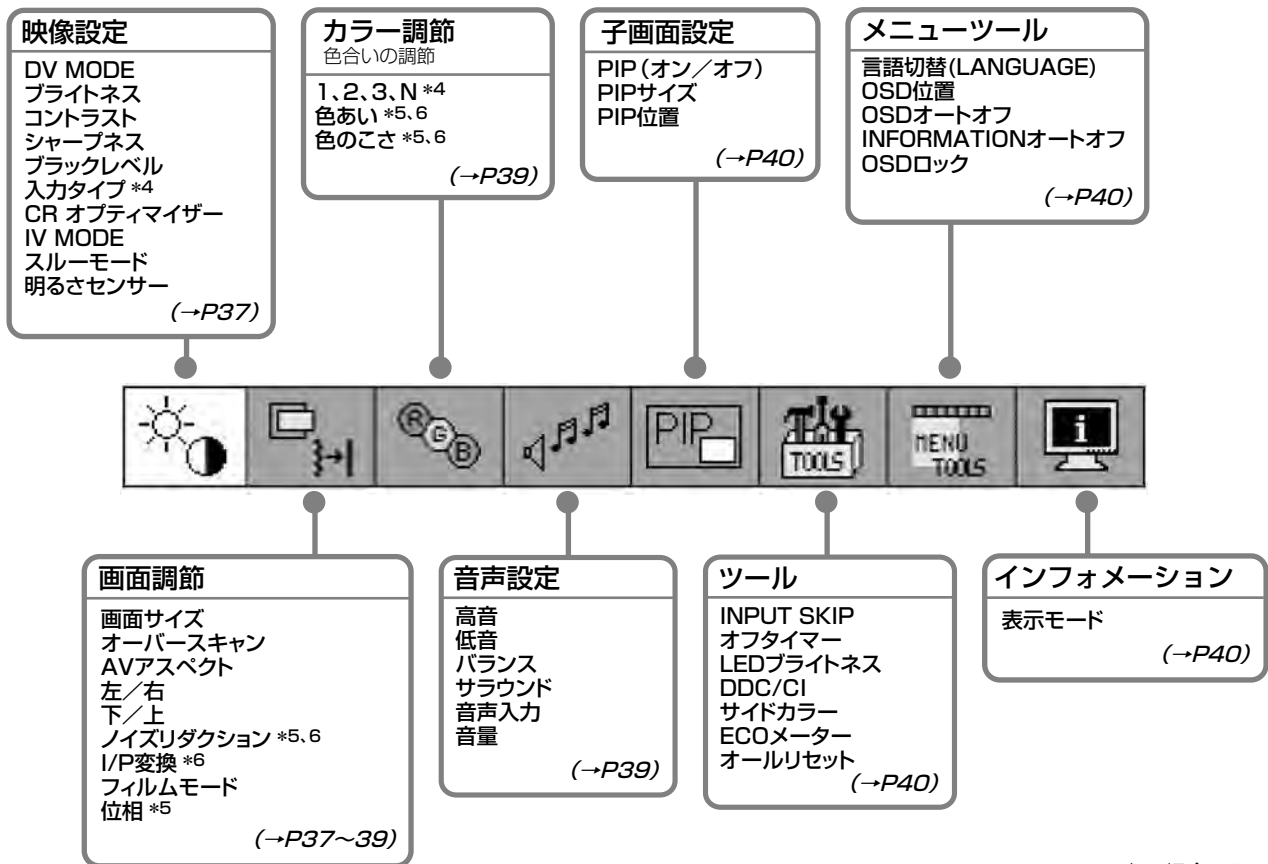 映像設定
DV MODE
ブライトネス
コントラスト
シャープネス
ブラックレベル
入力タイプ *4
CR オプティマイザー
IV MODE
スルーモード
明るさセンサー
(→P37)
カラー調節
色合いの調節
1、2、3、N *4
色あい *5、6
色のこさ *5、6
(→P39)
子画面設定
PIP(オン/オフ)
PIPサイズ
PIP位置
(→P40)
メニューツール
言語切替(LANGUAGE)
OSD位置
OSDオートオフ
INFORMATIONオートオフ
OSDロック
(→P40)
R G B
PIP
TOOLS
MENU
TOOLS
i
画面調節
画面サイズ
オーバースキャン
AVアスペクト
左/右
下/上
ノイズリダクション *5、6
I/P変換 *6
フィルムモード
位相 *5
(→P37~39)
音声設定
高音
低音
バランス
サラウンド
音声入力
音量
(→P39)
ツール
INPUT SKIP
オフタイマー
LEDブライトネス
DDC/CI
サイドカラー
ECOメーター
オールリセット
(→P40)
インフォメーション
表示モード
(→P40)